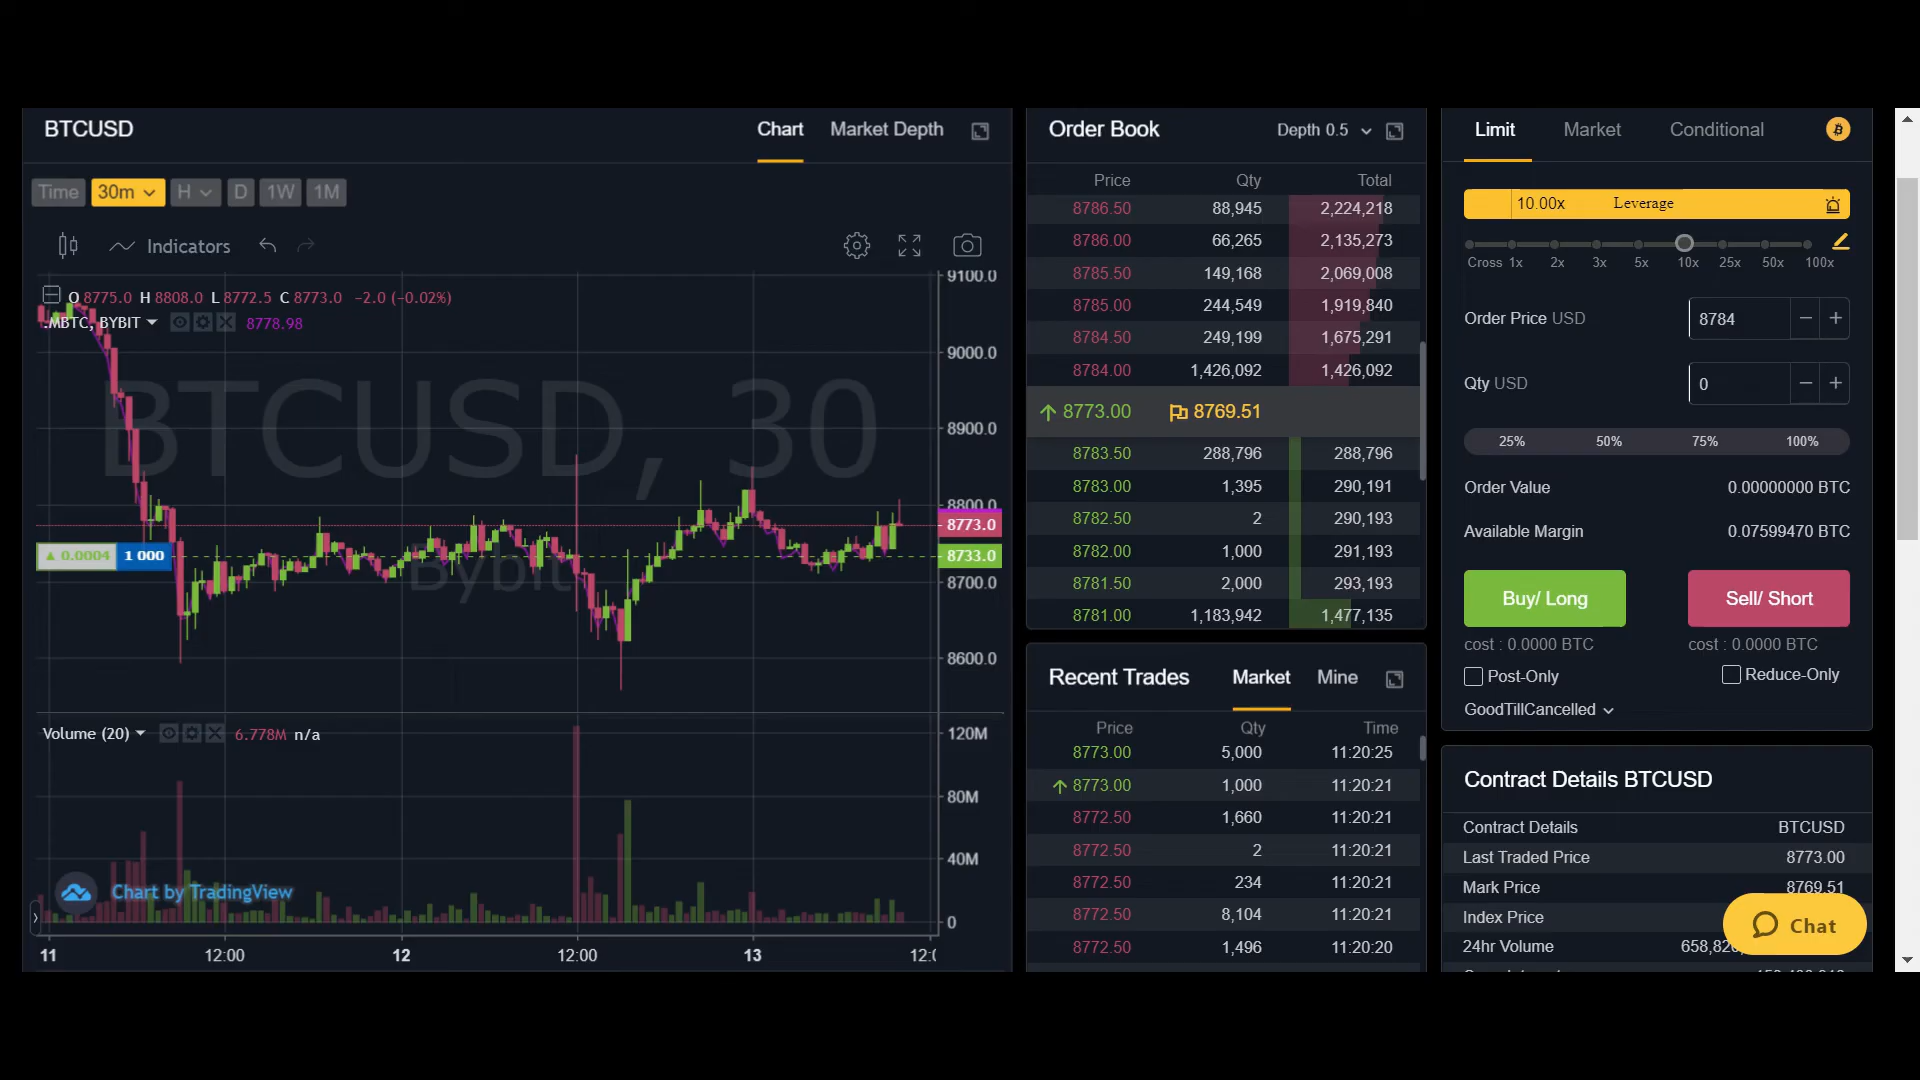 BTCUSD
Chart
Market Depth
Time
30m
H
D
1W
1M
Indicators
O 8775.0 H 8808.0 L 8772.5 C 8773.0 −2.0 (−0.02%)
.MBTC, BYBIT
8778.98
BTCUSD, 30
Bybit
▲ 0.0004
1 000
9100.0
9000.0
8900.0
8800.0
8773.0
8733.0
8700.0
8600.0
Volume (20)
6.778M n/a
120M
80M
40M
0
Chart by TradingView
11
12:00
12
12:00
13
Order Book
Depth 0.5
Price Qty Total
8786.50 88,945 2,224,218
8786.00 66,265 2,135,273
8785.50 149,168 2,069,008
8785.00 244,549 1,919,840
8784.50 249,199 1,675,291
8784.00 1,426,092 1,426,092
8773.00 8769.51
8783.50 288,796 288,796
8783.00 1,395 290,191
8782.50 2 290,193
8782.00 1,000 291,193
8781.50 2,000 293,193
8781.00 1,183,942 1,477,135
Recent Trades
Market
Mine
Price Qty Time
8773.00 5,000 11:20:25
8773.00 1,000 11:20:21
8772.50 1,660 11:20:21
8772.50 2 11:20:21
8772.50 234 11:20:21
8772.50 8,104 11:20:21
8772.50 1,496 11:20:20
Limit
Market
Conditional
10.00x Leverage
Cross 1x 2x 3x 5x 10x 25x 50x 100x
Order Price USD 8784
Qty USD 0
25% 50% 75% 100%
Order Value 0.00000000 BTC
Available Margin 0.07599470 BTC
Buy/ Long
Sell/ Short
cost : 0.0000 BTC
cost : 0.0000 BTC
Post-Only
Reduce-Only
GoodTillCancelled
Contract Details BTCUSD
Contract Details BTCUSD
Last Traded Price 8773.00
Mark Price 8769.51
Index Price
24hr Volume
Chat